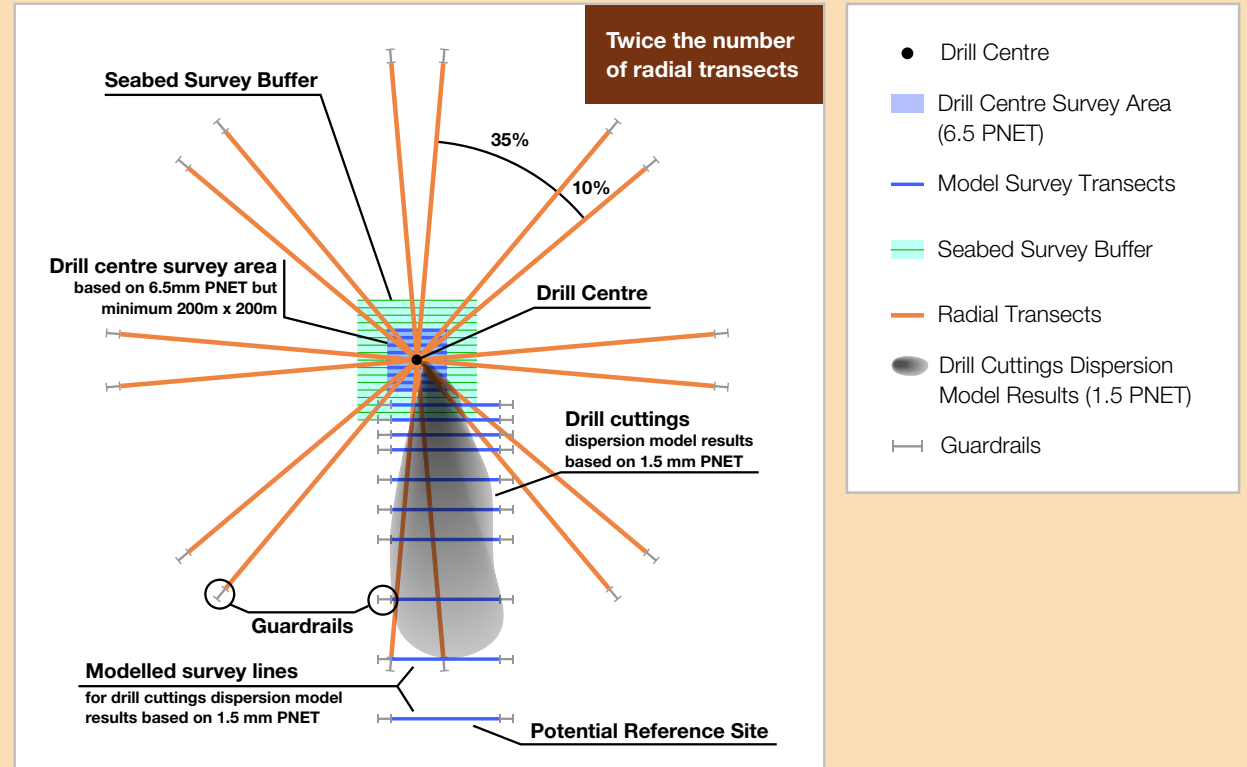 Twice the number
of radial transects
Seabed Survey Buffer
35%
10%
Drill centre survey area
based on 6.5mm PNET but
minimum 200m x 200m
Drill Centre
Drill cuttings
dispersion model results
based on 1.5 mm PNET
Guardrails
Modelled survey lines
for drill cuttings dispersion model
results based on 1.5 mm PNET
Potential Reference Site
Drill Centre
Drill Centre Survey Area
(6.5 PNET)
Model Survey Transects
Seabed Survey Buffer
Radial Transects
Drill Cuttings Dispersion
Model Results (1.5 PNET)
Guardrails